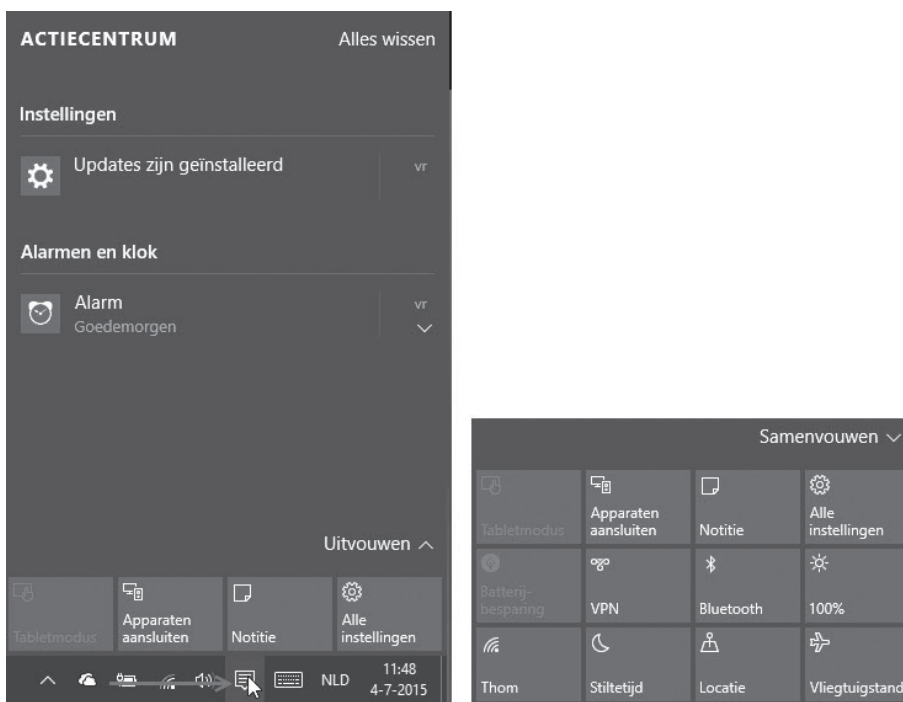 ACTIECENTRUM Alles wissen
Instellingen
Updates zijn geïnstalleerd vr
Alarmen en klok
Alarm vr
Goedemorgen
Uitvouwen
Tabletmodus
Apparaten
aansluiten
Notitie
Alle
instellingen
NLD
11:48
4-7-2015
Samenvouwen
Tabletmodus
Apparaten
aansluiten
Notitie
Alle
instellingen
Batterij-
besparing
VPN
Bluetooth
100%
Thom
Stiltetijd
Locatie
Vliegtuigstand